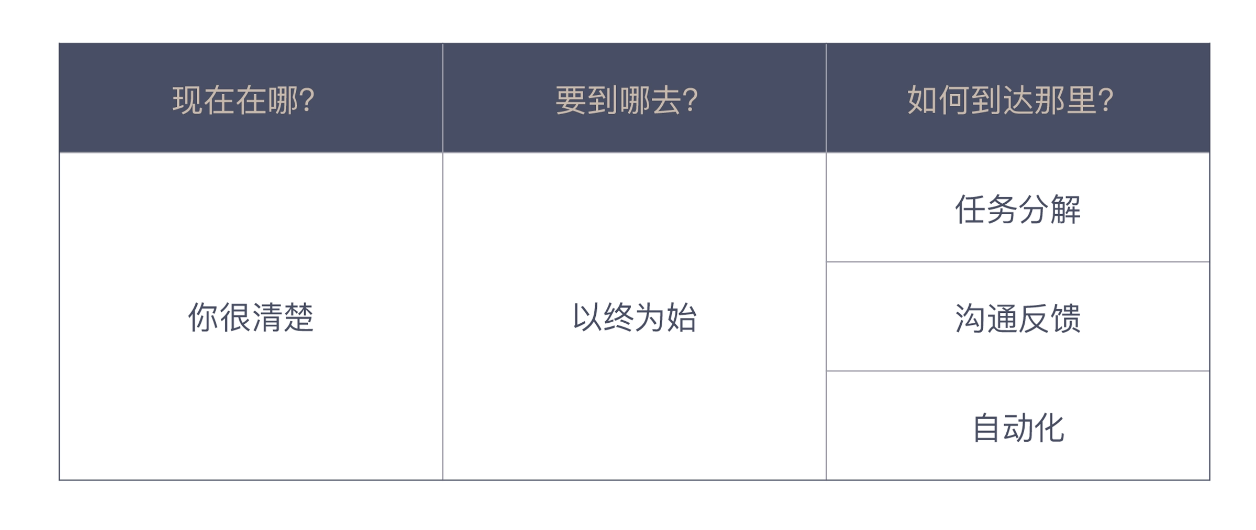 现在在哪?
要到哪去?
如何到达那里?
你很清楚
以终为始
任务分解
沟通反馈
自动化